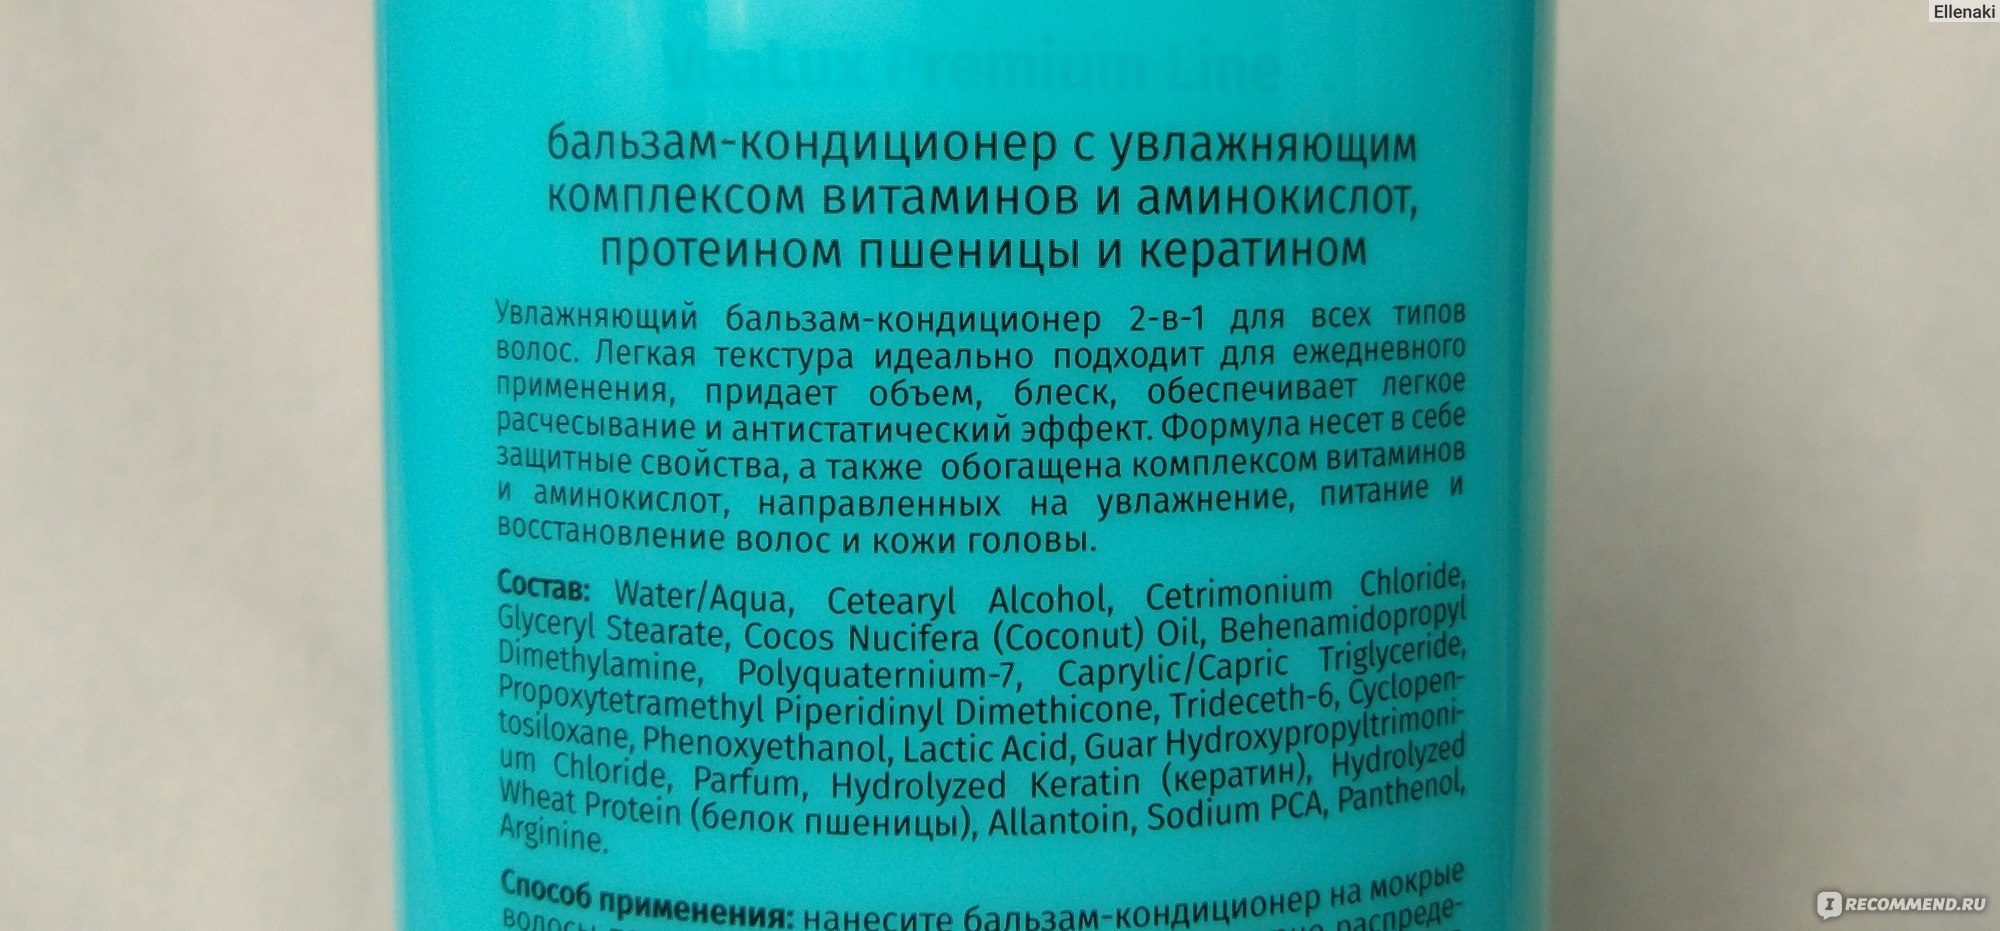 Ellenaki
VeaLux Premium Line
бальзам-кондиционер с увлажняющим
комплексом витаминов и аминокислот,
протеином пшеницы и кератином
Увлажняющий бальзам-кондиционер 2-в-1 для всех типов
волос. Легкая текстура идеально подходит для ежедневного
применения, придает объем, блеск, обеспечивает легкое
расчесывание и антистатический эффект. Формула несет в себе
защитные свойства, а также обогащена комплексом витаминов
и аминокислот, направленных на увлажнение, питание и
восстановление волос и кожи головы.
Состав: Water/Aqua, Cetearyl Alcohol, Cetrimonium Chloride,
Glyceryl Stearate, Cocos Nucifera (Coconut) Oil, Behenamidopropyl
Dimethylamine, Polyquaternium-7, Caprylic/Capric Triglyceride,
Propoxytetramethyl Piperidinyl Dimethicone, Trideceth-6, Cyclopen-
tosiloxane, Phenoxyethanol, Lactic Acid, Guar Hydroxypropyltrimoni-
um Chloride, Parfum, Hydrolyzed Keratin (кератин), Hydrolyzed
Wheat Protein (белок пшеницы), Allantoin, Sodium PCA, Panthenol,
Arginine.
Способ применения: нанесите бальзам-кондиционер на мокрые
волосы распреде-
I RECOMMEND.RU